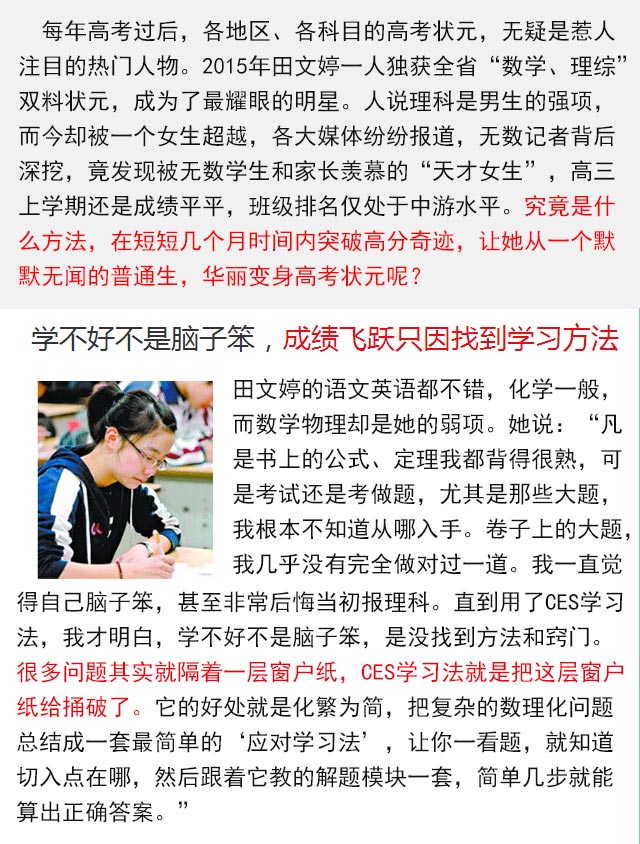 每年高考过后，各地区、各科目的高考状元，无疑是惹人
注目的热门人物。2015年田文婷一人独获全省“数学、理综”
双料状元，成为了最耀眼的明星。人说理科是男生的强项，
而今却被一个女生超越，各大媒体纷纷报道，无数记者背后
深挖，竟发现被无数学生和家长羡慕的“天才女生”，高三
上学期还是成绩平平，班级排名仅处于中游水平。究竟是什
么方法，在短短几个月时间内突破高分奇迹，让她从一个默
默无闻的普通生，华丽变身高考状元呢？
学不好不是脑子笨，成绩飞跃只因找到学习方法
田文婷的语文英语都不错，化学一般，
而数学物理却是她的弱项。她说：“凡
是书上的公式、定理我都背得很熟，可
是考试还是考做题，尤其是那些大题，
我根本不知道从哪入手。卷子上的大题，
我几乎没有完全做对过一道。我一直觉
得自己脑子笨，甚至非常后悔当初报理科。直到用了CES学习
法，我才明白，学不好不是脑子笨，是没找到方法和窍门。
很多问题其实就隔着一层窗户纸，CES学习法就是把这层窗户
纸给捅破了。它的好处就是化繁为简，把复杂的数理化问题
总结成一套最简单的‘应对学习法’，让你一看题，就知道
切入点在哪，然后跟着它教的解题模块一套，简单几步就能
算出正确答案。”